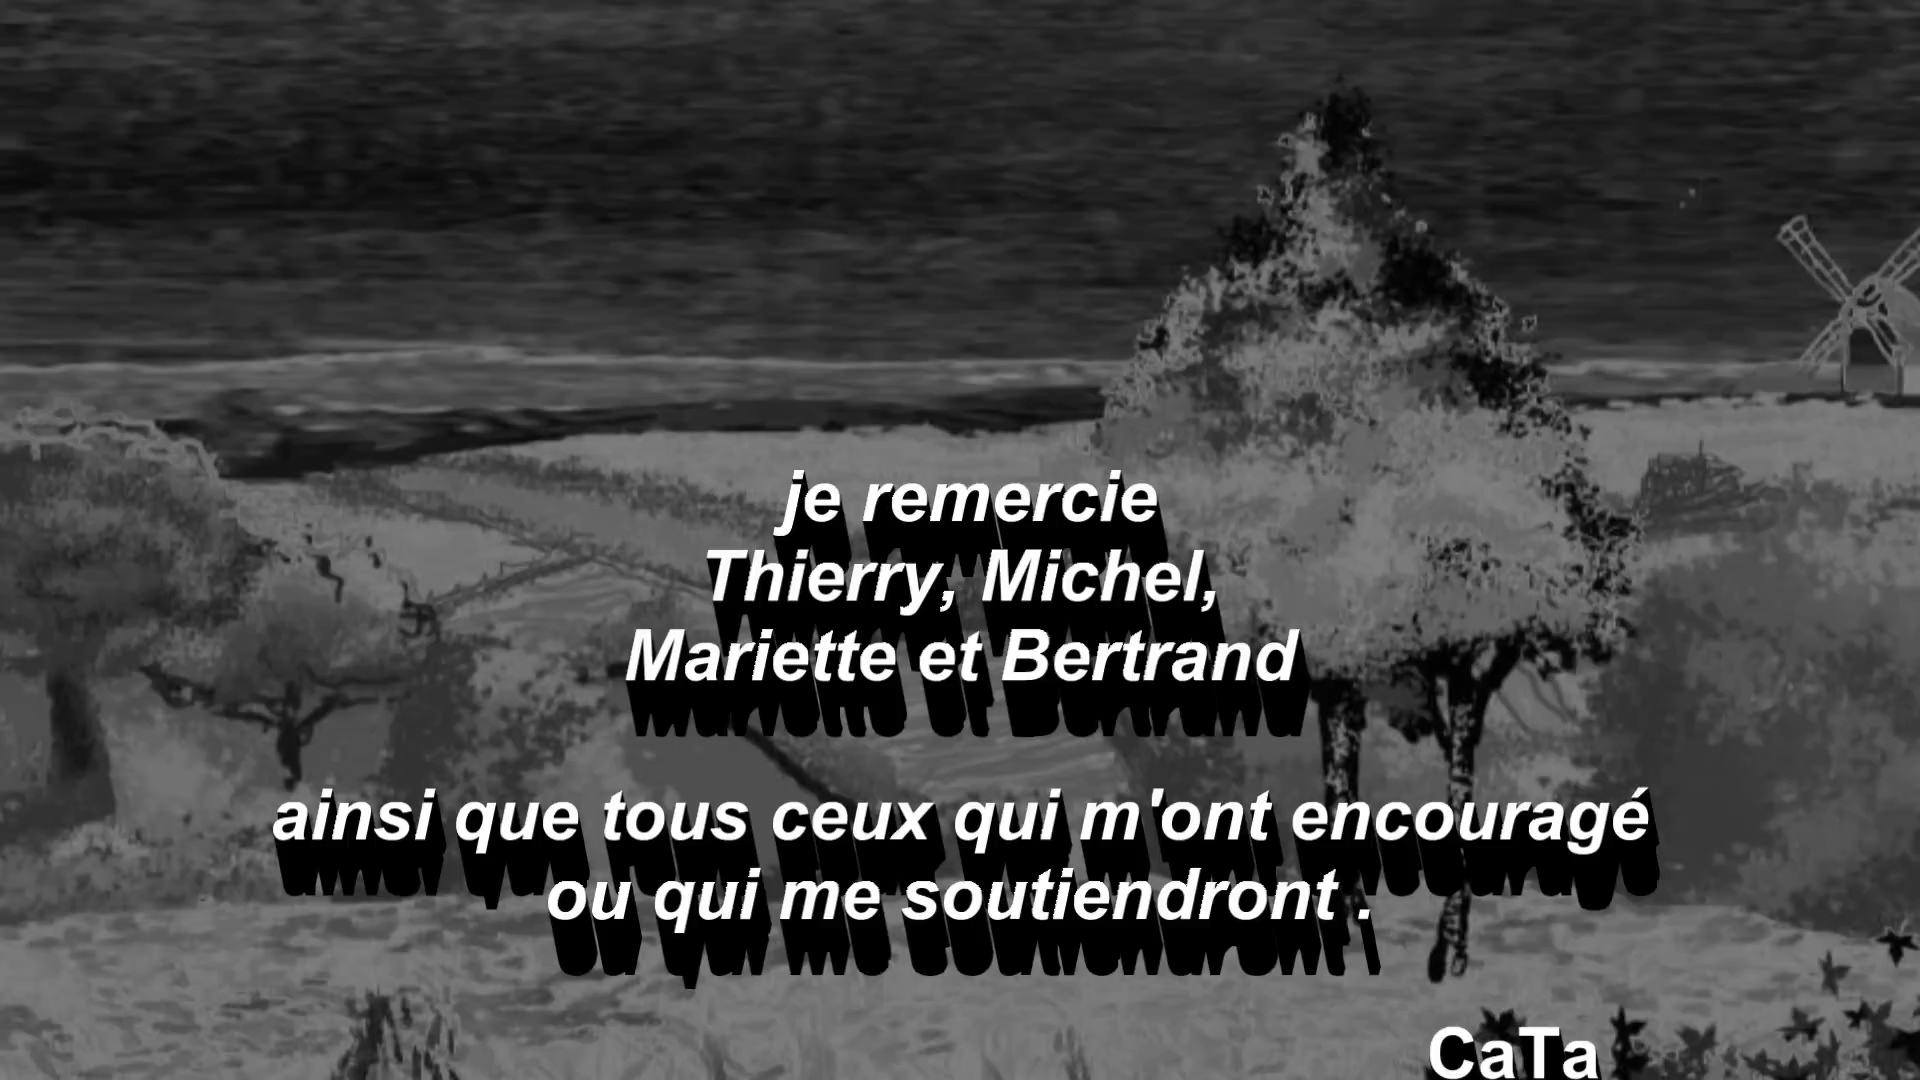 je remercie
Thierry, Michel,
Mariette et Bertrand
ainsi que tous ceux qui m'ont encouragé
ou qui me soutiendront .
CaTa